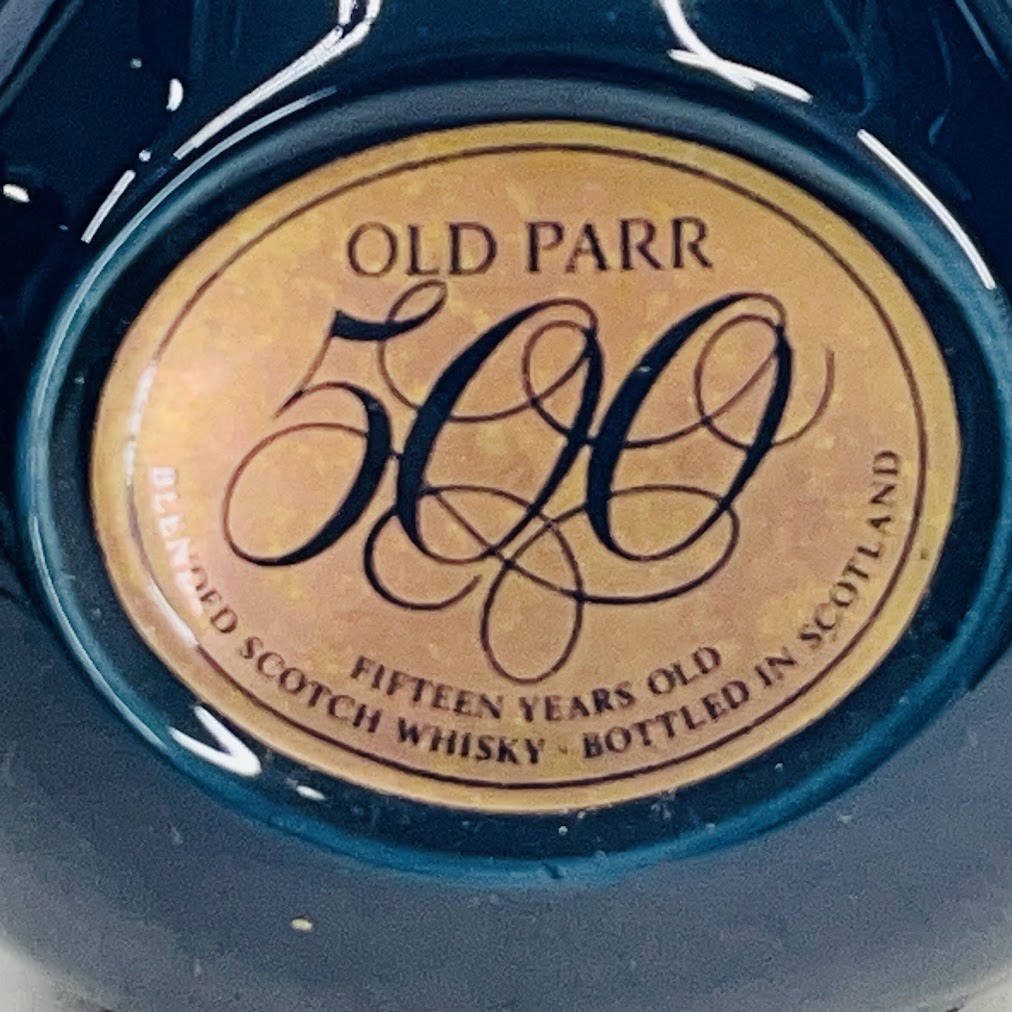 OLD PARR
500
FIFTEEN YEARS OLD
BLENDED SCOTCH WHISKY · BOTTLED IN SCOTLAND